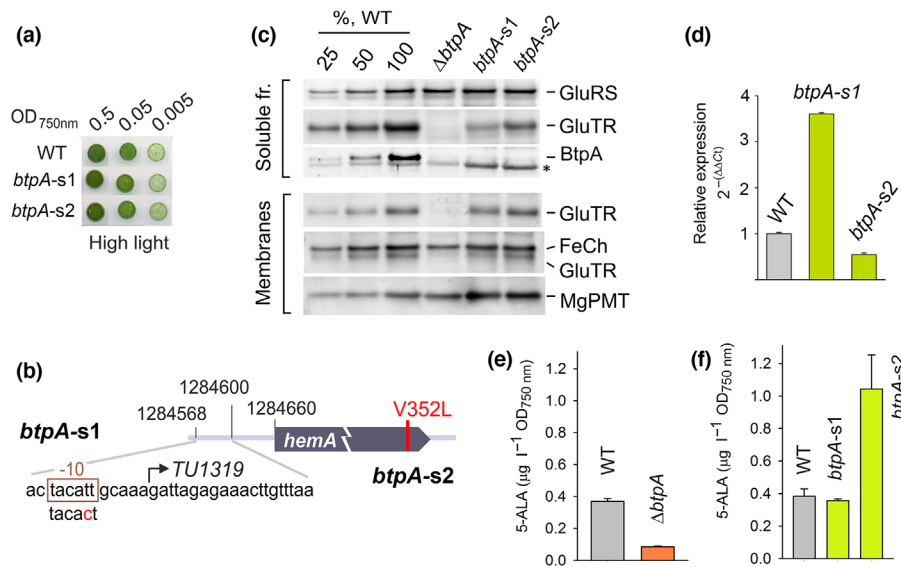 (a)
OD750nm 0.5 0.05 0.005
WT
btpA-s1
btpA-s2
High light
(b)
1284600
1284568
1284660
V352L
btpA-s1
hemA
btpA-s2
-10
TU1319
ac tacatt gcaaagattagagaaacttgtttaa
tacact
(c)
%, WT
25 50 100 ΔbtpA btpA-s1 btpA-s2
Soluble fr.
GluRS
GluTR
BtpA
*
Membranes
GluTR
FeCh
GluTR
MgPMT
(d)
Relative expression
2−(ΔΔCt)
4
3
2
1
WT
btpA-s1
btpA-s2
(e)
5-ALA (µg l−1 OD750 nm)
1.2
1.0
0.8
0.6
0.4
0.2
0.0
WT
ΔbtpA
(f)
5-ALA (µg l−1 OD750 nm)
1.2
1.0
0.8
0.6
0.4
0.2
0.0
WT
btpA-s1
btpA-s2